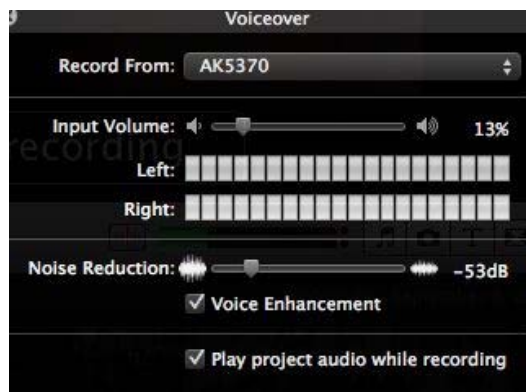 Voiceover
Record From: AK5370
Input Volume: 13%
recording
Left:
Right:
T
Noise Reduction: -53dB
Voice Enhancement
Play project audio while recording